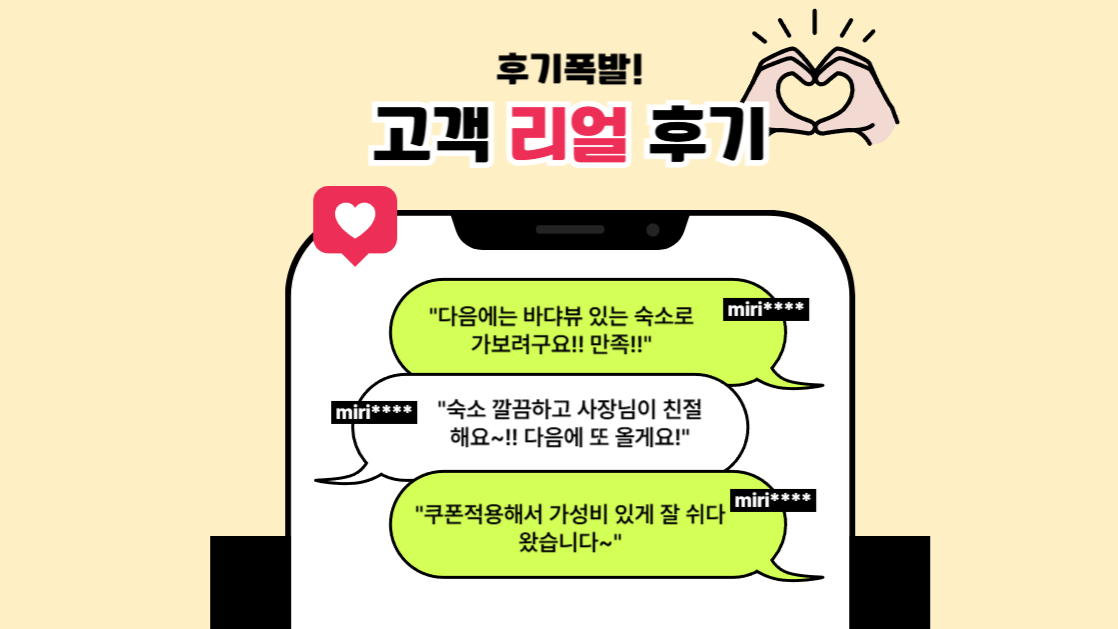 후기폭발!
고객 리얼 후기
miri****
"다음에는 바댜뷰 있는 숙소로
가보려구요!! 만족!!"
miri****
"숙소 깔끔하고 사장님이 친절
해요~!! 다음에 또 올게요!"
miri****
"쿠폰적용해서 가성비 있게 잘 쉬다
왔습니다~"